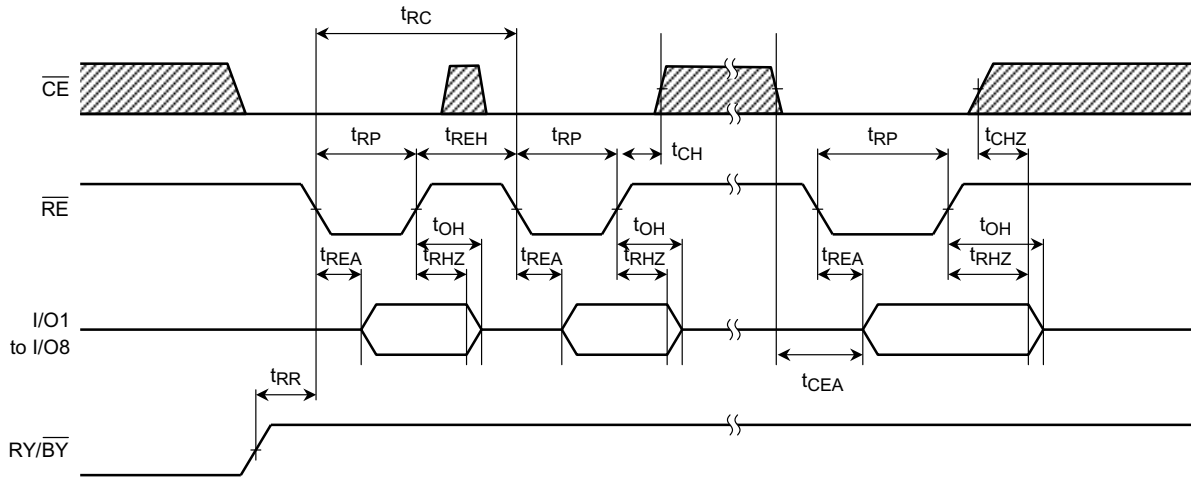 tRC
CE
tRP tREH tRP tCH tRP tCHZ
RE
tOH tOH tOH
tREA tRHZ tREA tRHZ tREA tRHZ
I/O1
to I/O8
tRR tCEA
RY/BY